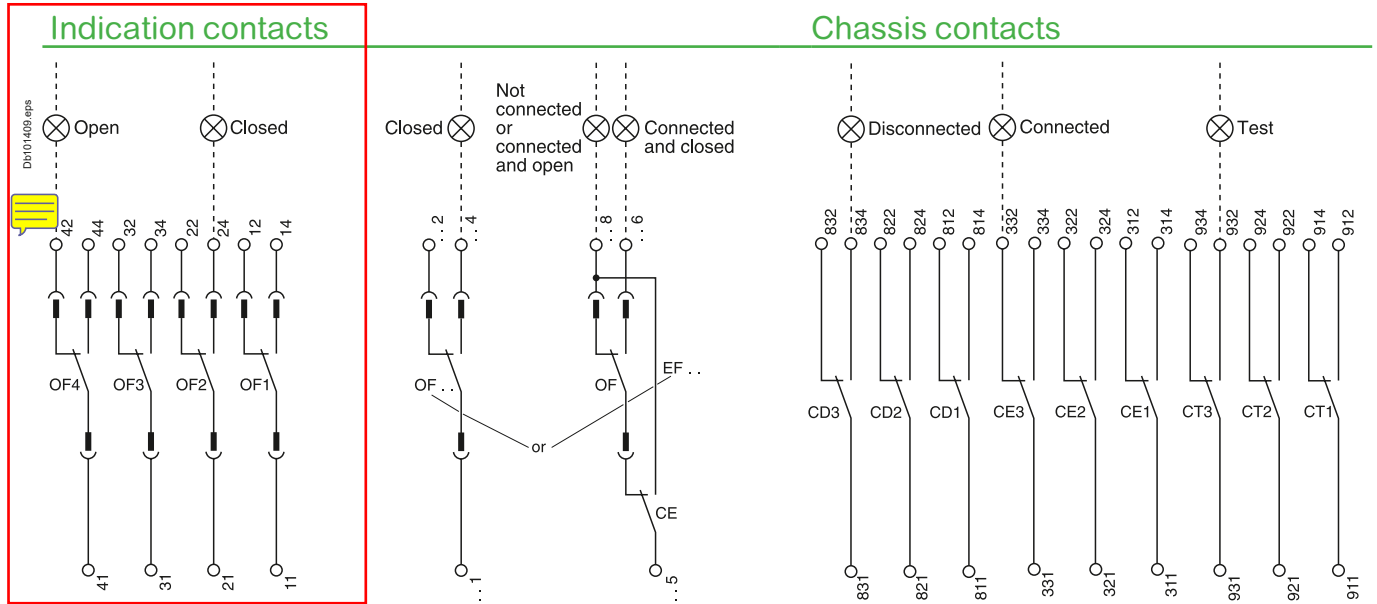 Indication contacts
Chassis contacts
Db101409.eps
Open
Closed
Closed
Not
connected
or
connected
and open
Connected
and closed
Disconnected
Connected
Test
42
44
32
34
22
24
12
14
. . 2
. . 4
. . 8
. . 6
832
834
822
824
812
814
332
334
322
324
312
314
934
932
924
922
914
912
OF4
OF3
OF2
OF1
OF . .
OF
EF . .
or
CE
CD3
CD2
CD1
CE3
CE2
CE1
CT3
CT2
CT1
41
31
21
11
. . 1
. . 5
831
821
811
331
321
311
931
921
911